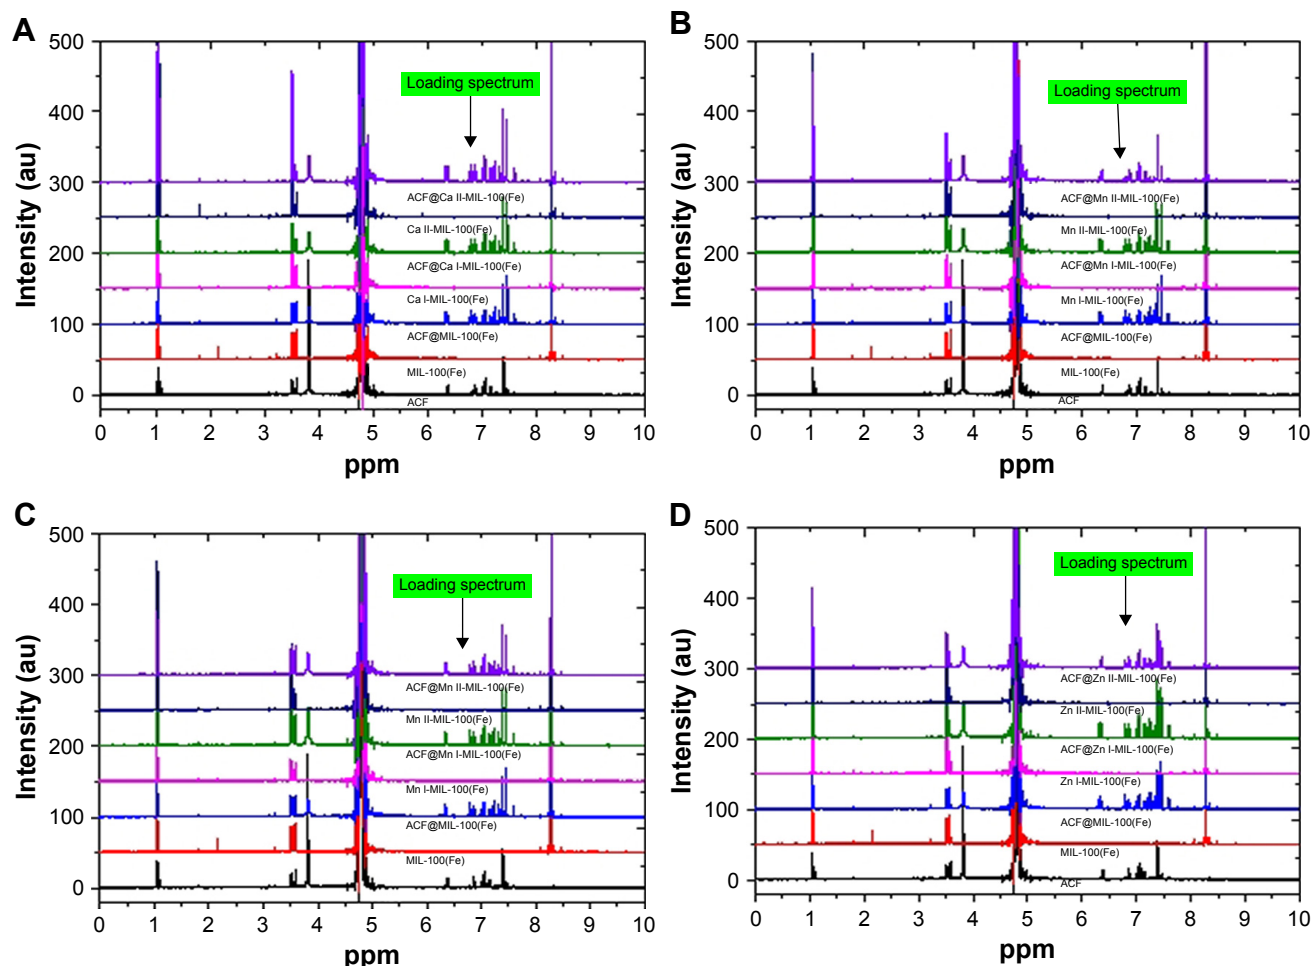 A
500
400
300
200
100
0
Intensity (au)
Loading spectrum
ACF@Ca II-MIL-100(Fe)
Ca II-MIL-100(Fe)
ACF@Ca I-MIL-100(Fe)
Ca I-MIL-100(Fe)
ACF@MIL-100(Fe)
MIL-100(Fe)
ACF
0 1 2 3 4 5 6 7 8 9 10
ppm
B
500
400
300
200
100
0
Intensity (au)
Loading spectrum
ACF@Mn II-MIL-100(Fe)
Mn II-MIL-100(Fe)
ACF@Mn I-MIL-100(Fe)
Mn I-MIL-100(Fe)
ACF@MIL-100(Fe)
MIL-100(Fe)
ACF
0 1 2 3 4 5 6 7 8 9 10
ppm
C
500
400
300
200
100
0
Intensity (au)
Loading spectrum
ACF@Mn II-MIL-100(Fe)
Mn II-MIL-100(Fe)
ACF@Mn I-MIL-100(Fe)
Mn I-MIL-100(Fe)
ACF@MIL-100(Fe)
MIL-100(Fe)
0 1 2 3 4 5 6 7 8 9 10
ppm
D
500
400
300
200
100
0
Intensity (au)
Loading spectrum
ACF@Zn II-MIL-100(Fe)
Zn II-MIL-100(Fe)
ACF@Zn I-MIL-100(Fe)
Zn I-MIL-100(Fe)
ACF@MIL-100(Fe)
MIL-100(Fe)
ACF
0 1 2 3 4 5 6 7 8 9 10
ppm